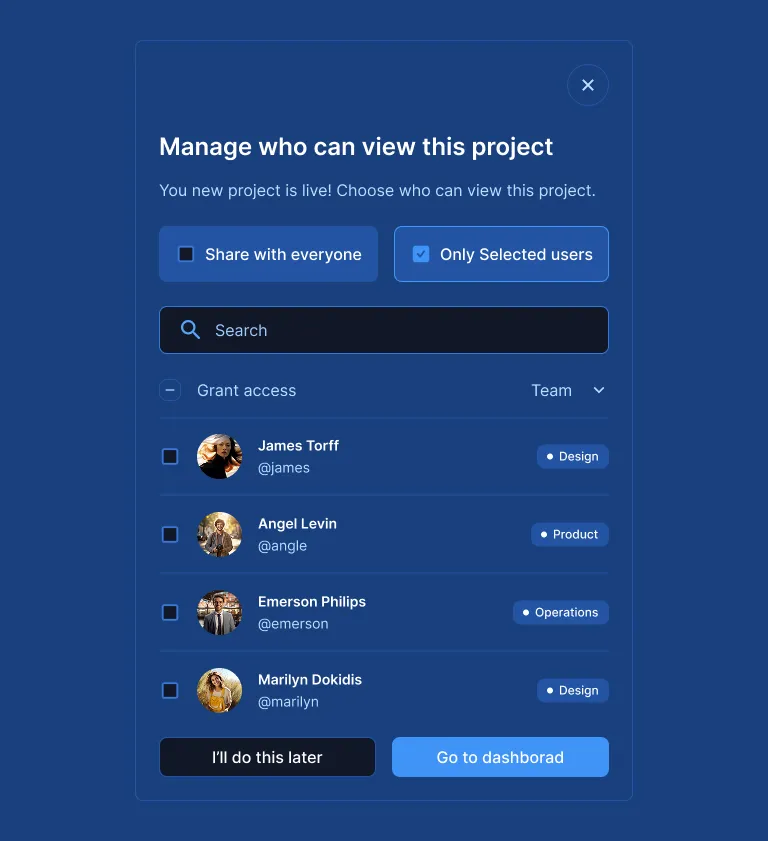 Manage who can view this project
You new project is live! Choose who can view this project.
Share with everyone
Only Selected users
Search
Grant access
Team
James Torff
@james
Design
Angel Levin
@angle
Product
Emerson Philips
@emerson
Operations
Marilyn Dokidis
@marilyn
Design
I'll do this later
Go to dashborad